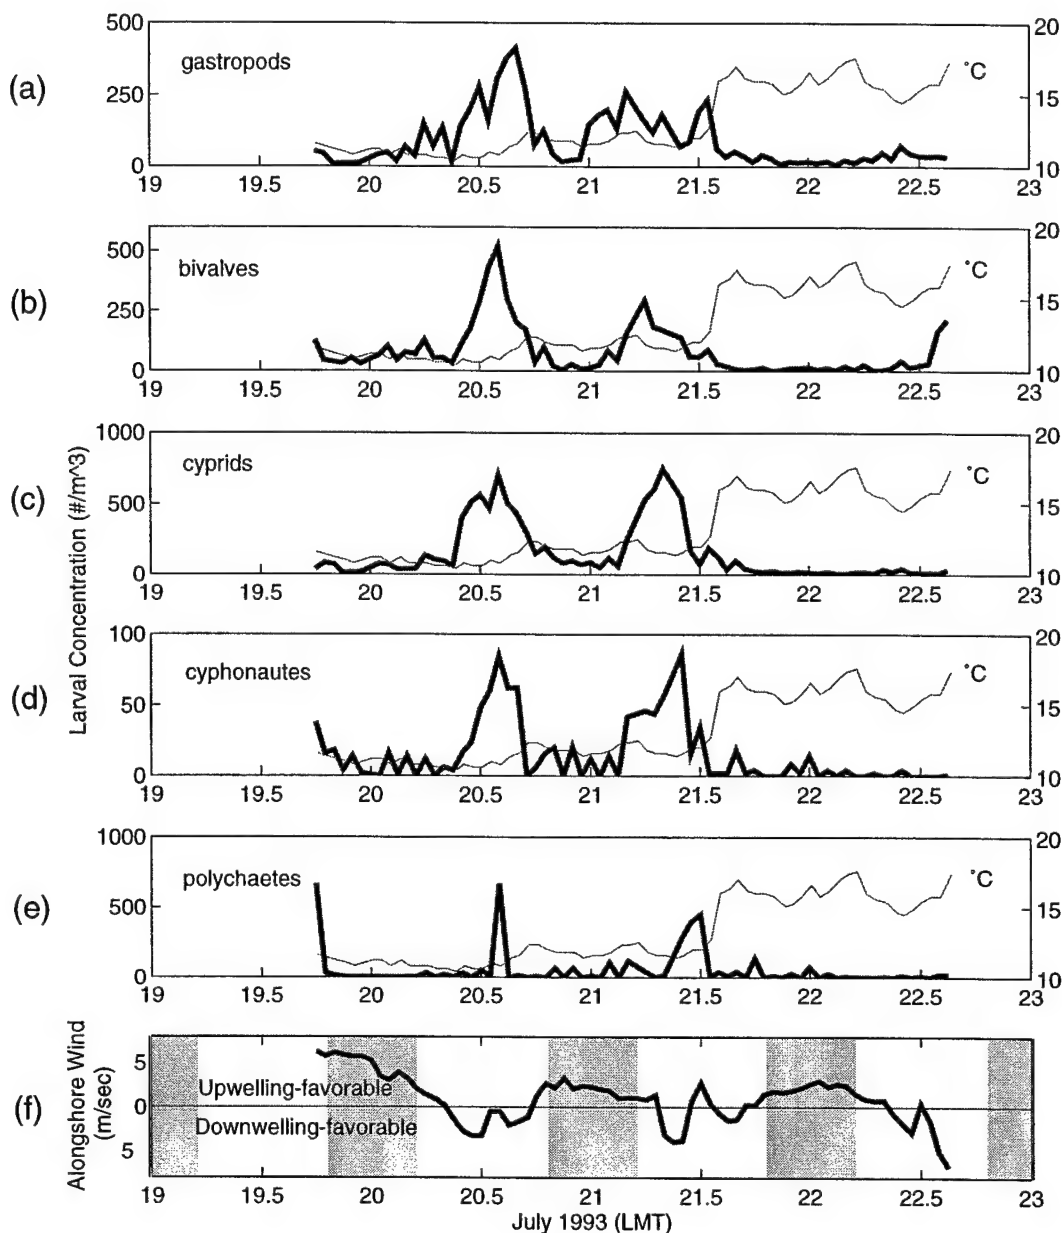 (a)
500
250
0
gastropods
°C
20
15
10
19 19.5 20 20.5 21 21.5 22 22.5 23
(b)
500
250
0
bivalves
°C
20
15
10
19 19.5 20 20.5 21 21.5 22 22.5 23
Larval Concentration (#/m^3)
(c)
1000
500
0
cyprids
°C
20
15
10
19 19.5 20 20.5 21 21.5 22 22.5 23
(d)
100
50
0
cyphonautes
°C
20
15
10
19 19.5 20 20.5 21 21.5 22 22.5 23
(e)
1000
500
0
polychaetes
°C
20
15
10
19 19.5 20 20.5 21 21.5 22 22.5 23
(f)
Alongshore Wind
(m/sec)
5
0
5
Upwelling-favorable
Downwelling-favorable
19 19.5 20 20.5 21 21.5 22 22.5 23
July 1993 (LMT)